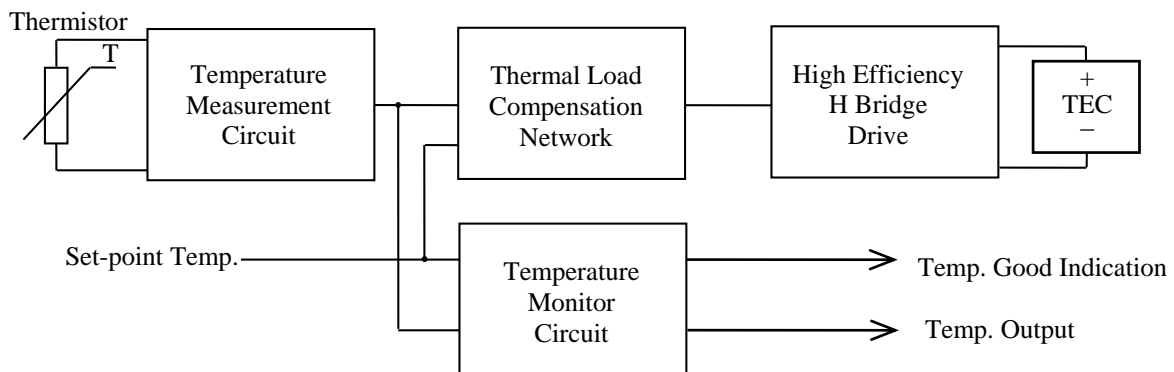 Thermistor
T
Temperature
Measurement
Circuit
Thermal Load
Compensation
Network
High Efficiency
H Bridge
Drive
+
TEC
−
Set-point Temp.
Temperature
Monitor
Circuit
Temp. Good Indication
Temp. Output